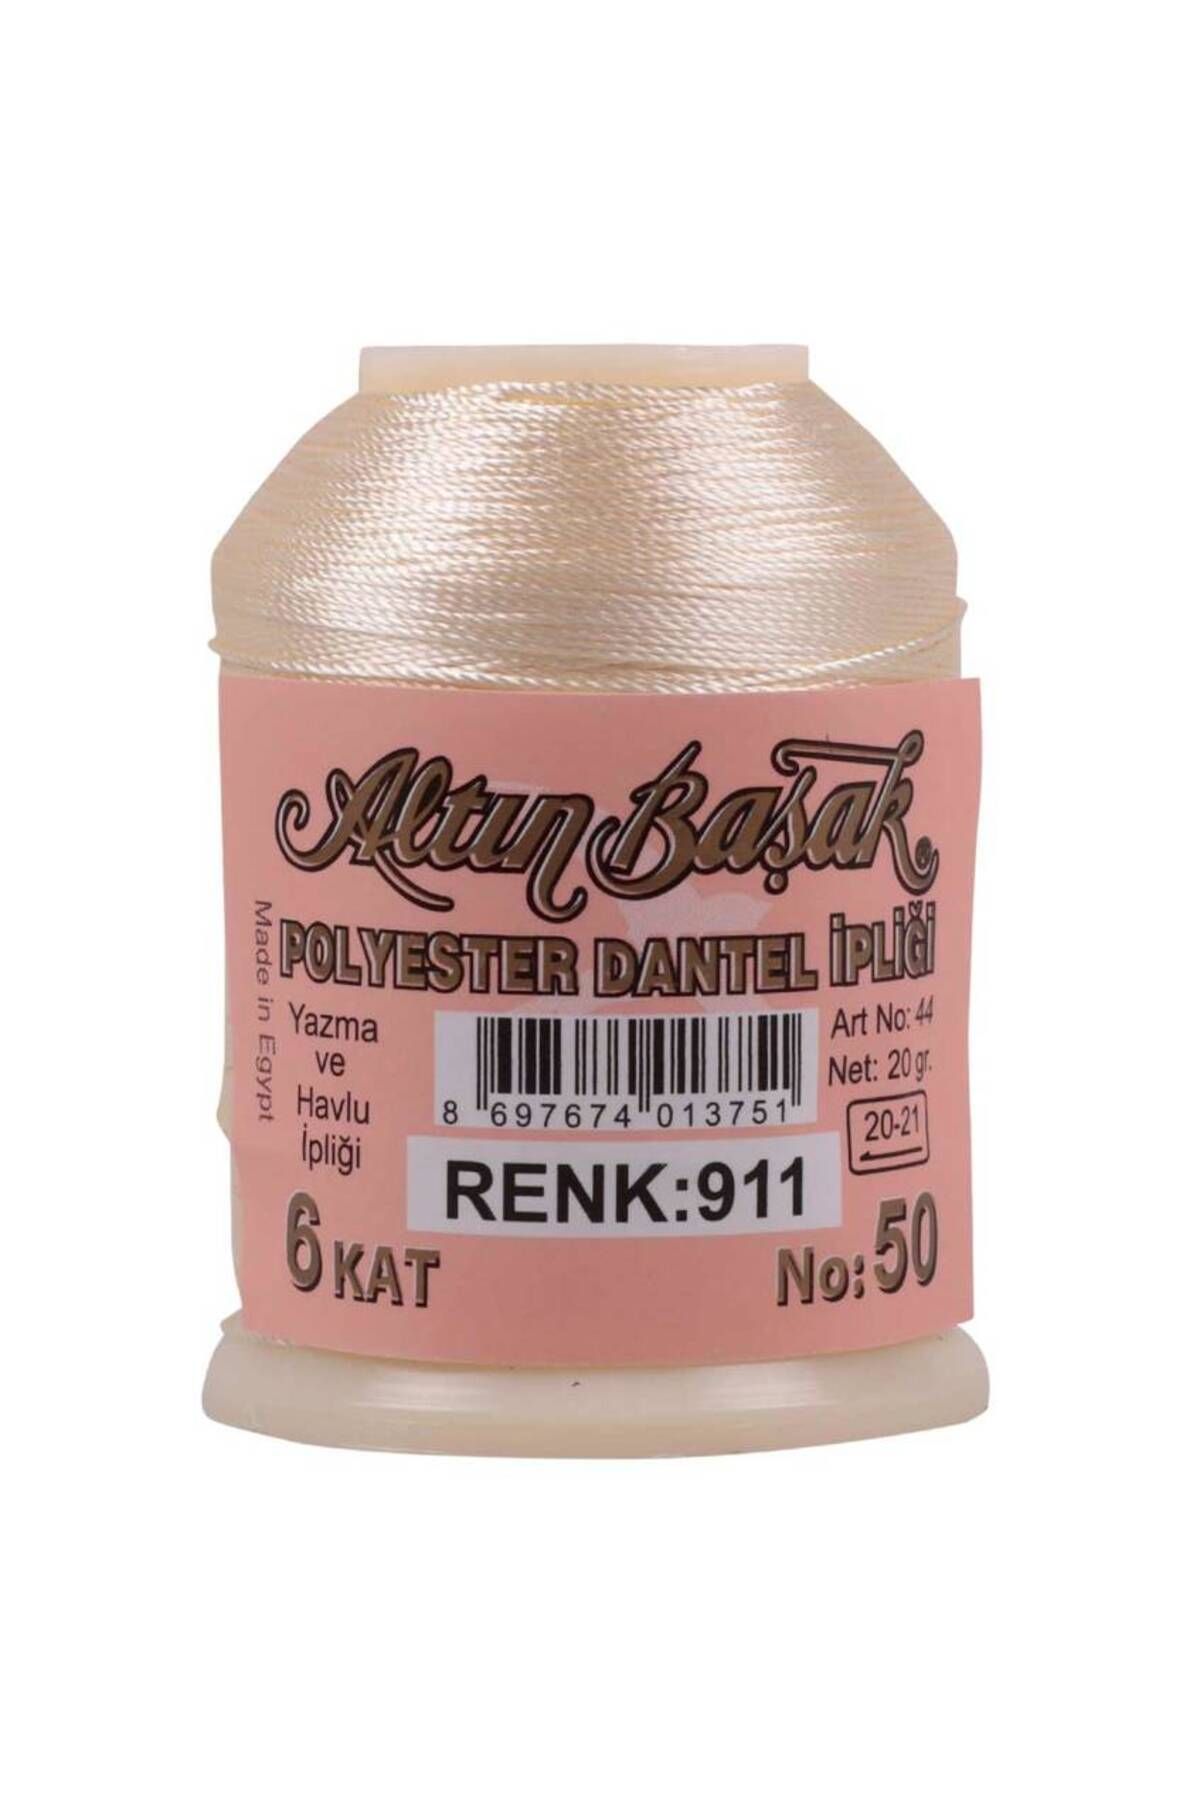 Altın Başak®
POLYESTER DANTEL İPLİĞİ
Made in Egypt
Yazma
ve
Havlu
İpliği
8 697674 013751
Art No: 44
Net: 20 gr.
20-21
RENK:911
6 KAT
No: 50